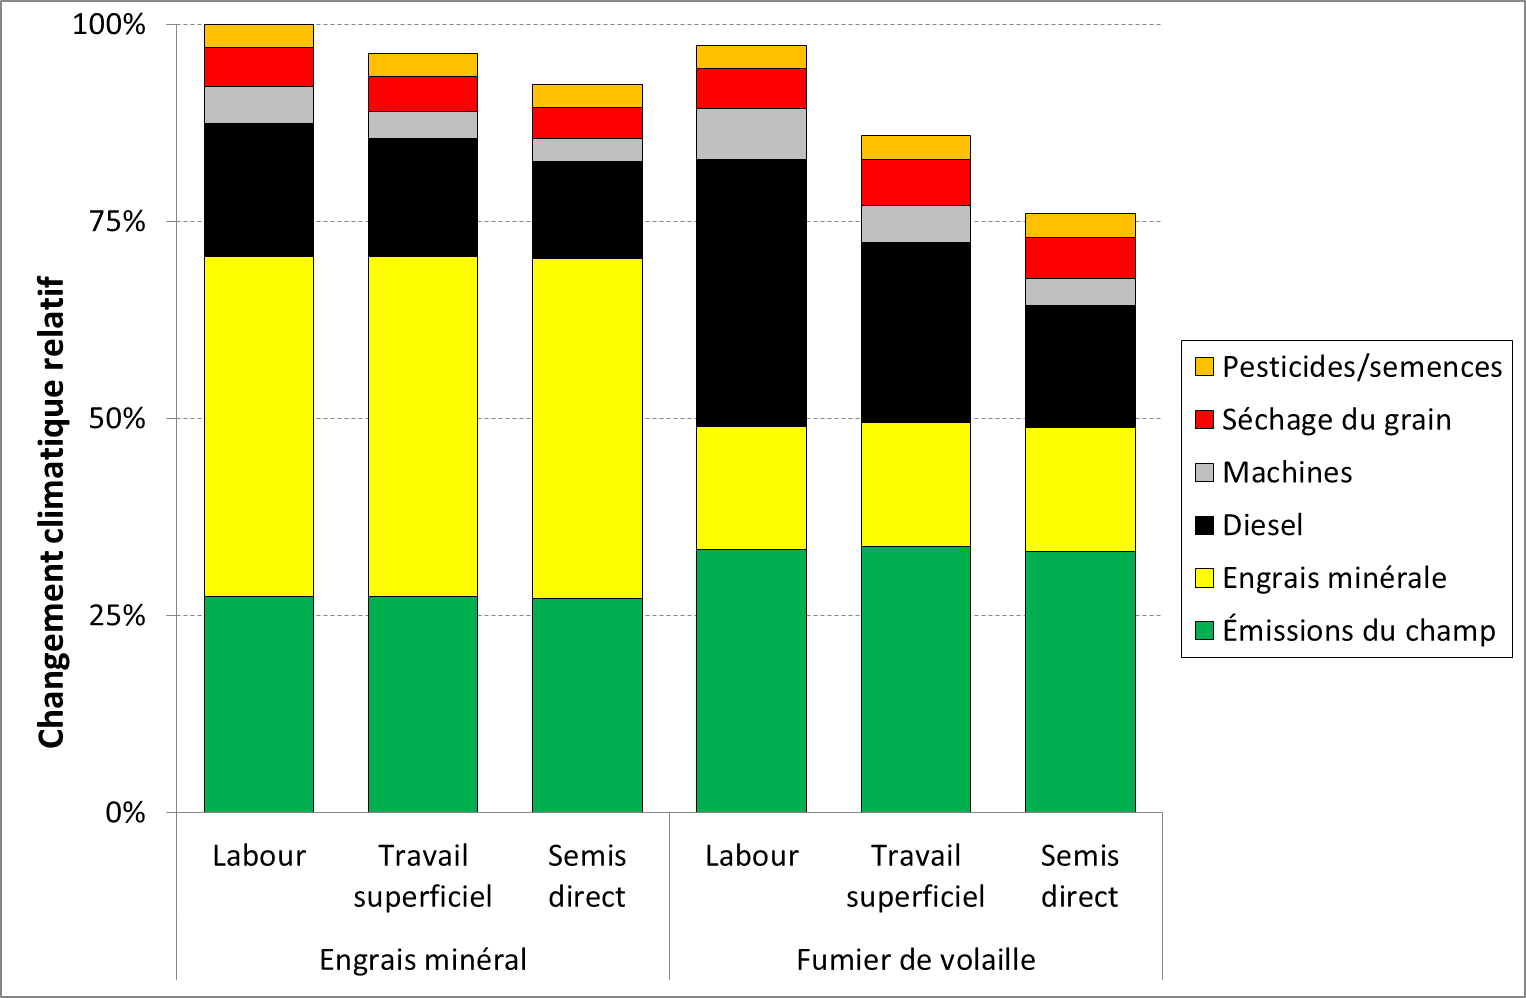 Changement climatique relatif
100%
75%
50%
25%
0%
Labour
Travail
superficiel
Semis
direct
Labour
Travail
superficiel
Semis
direct
Engrais minéral
Fumier de volaille
Pesticides/semences
Séchage du grain
Machines
Diesel
Engrais minérale
Émissions du champ